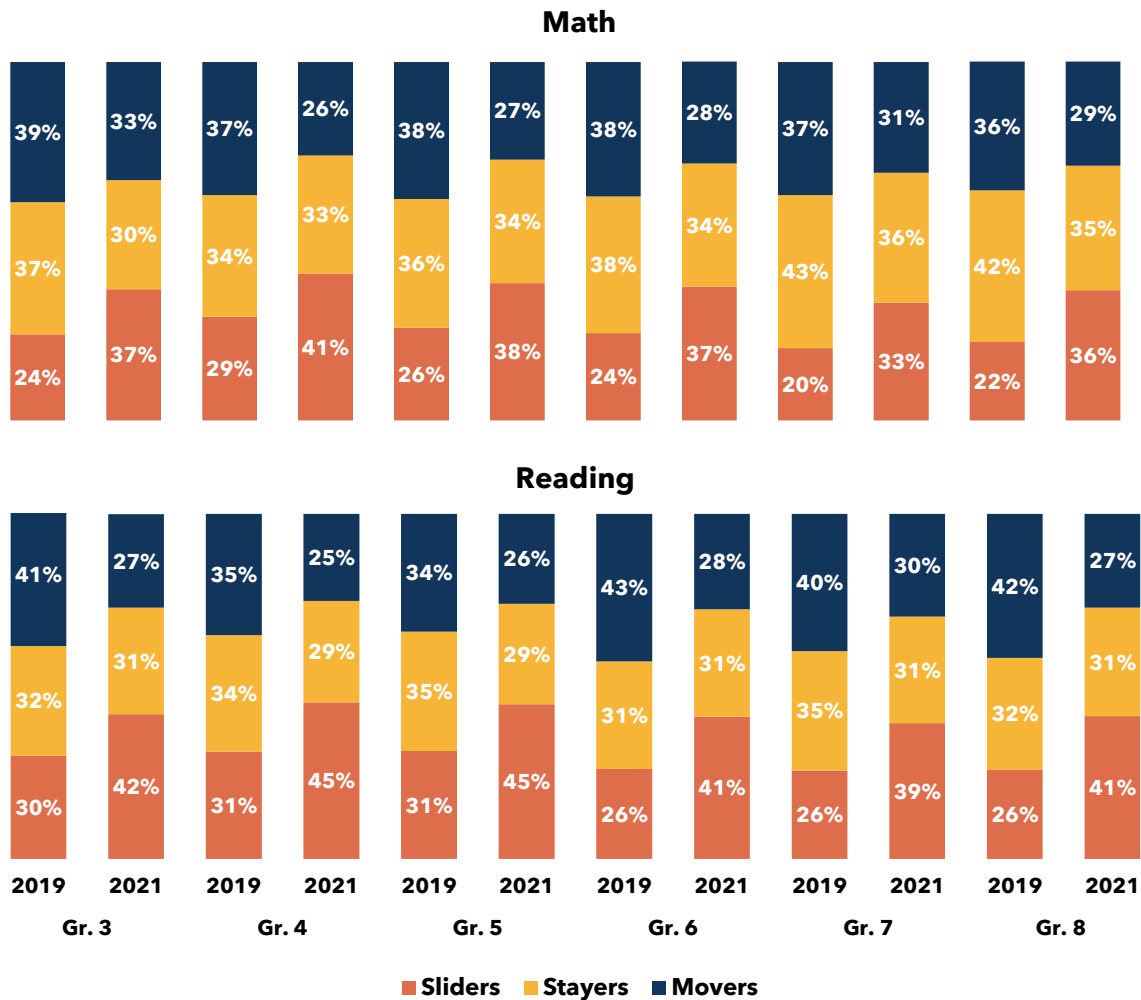 Math
39% 33% 37% 26% 38% 27% 38% 28% 37% 31% 36% 29%
37% 30% 34% 33% 36% 34% 38% 34% 43% 36% 42% 35%
24% 37% 29% 41% 26% 38% 24% 37% 20% 33% 22% 36%
Reading
41% 27% 35% 25% 34% 26% 43% 28% 40% 30% 42% 27%
32% 31% 34% 29% 35% 29% 31% 31% 35% 31% 32% 31%
30% 42% 31% 45% 31% 45% 26% 41% 26% 39% 26% 41%
2019 2021 2019 2021 2019 2021 2019 2021 2019 2021 2019 2021
Gr. 3 Gr. 4 Gr. 5 Gr. 6 Gr. 7 Gr. 8
Sliders Stayers Movers